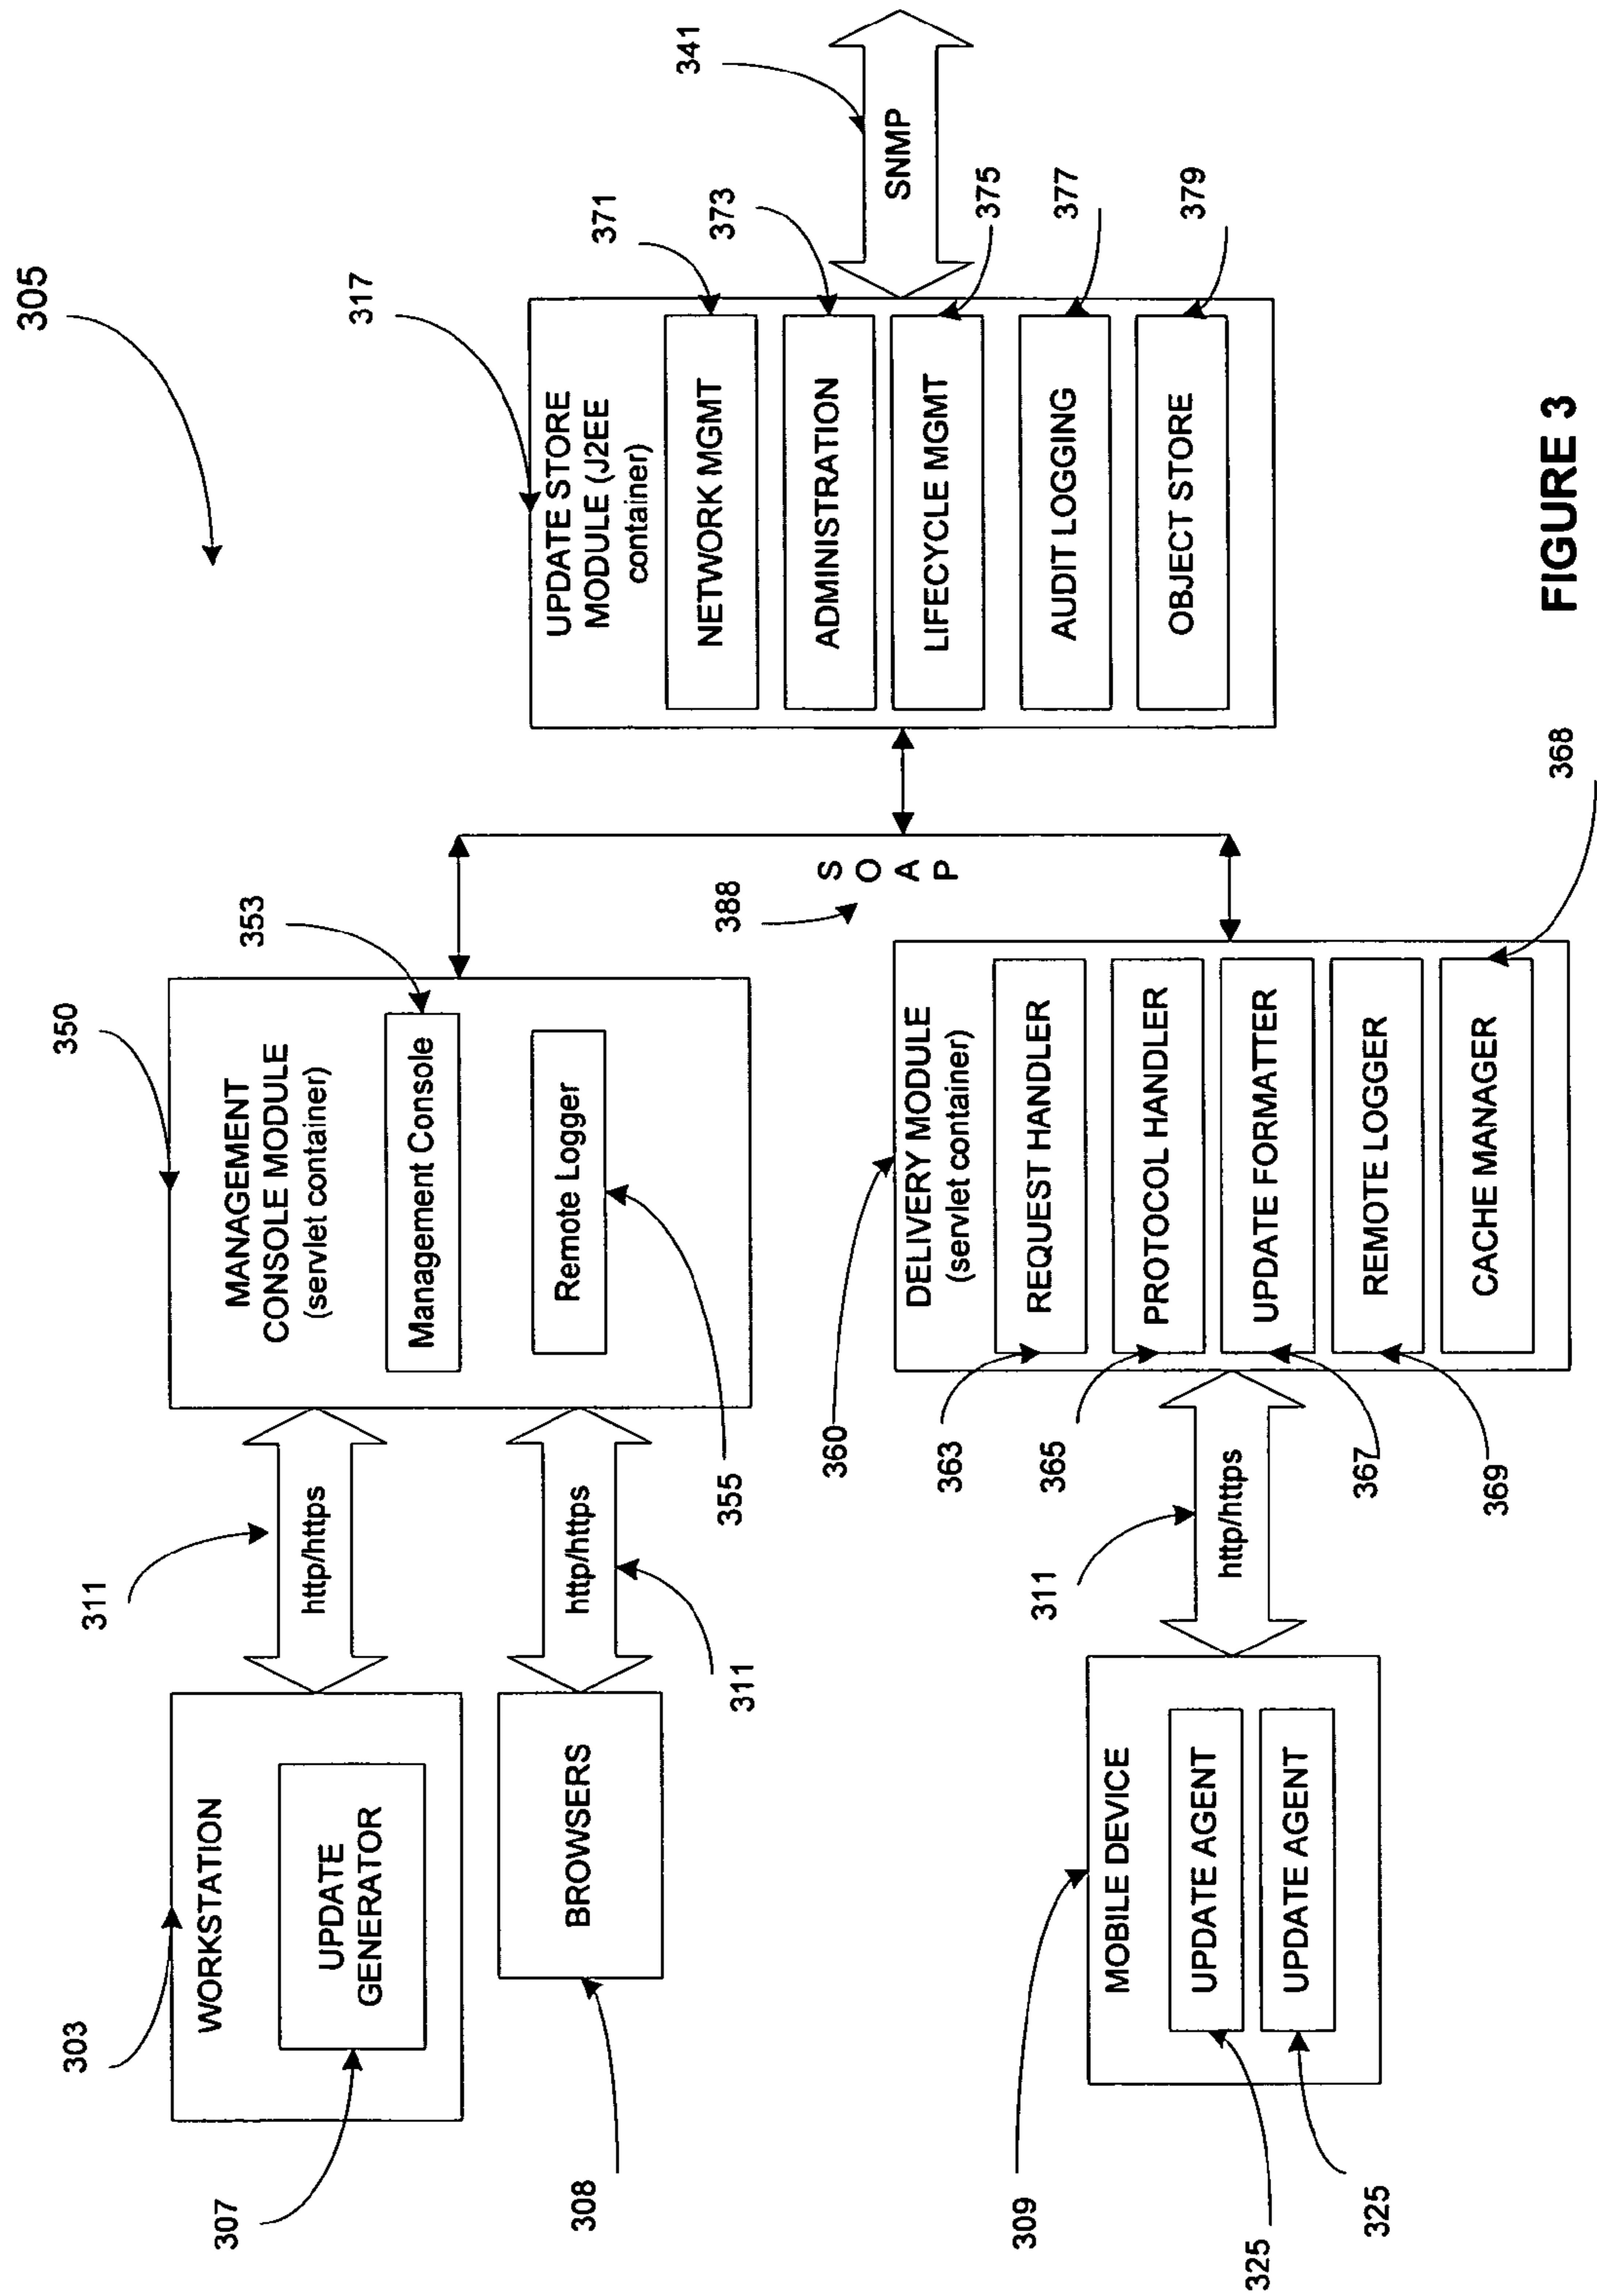 305
303
WORKSTATION
UPDATE
GENERATOR
307
311
http/https
BROWSERS
308
http/https
311
350
MANAGEMENT
CONSOLE MODULE
(servlet container)
Management Console
353
Remote Logger
355
388
S
O
A
P
317
UPDATE STORE
MODULE (J2EE
container)
NETWORK MGMT
371
ADMINISTRATION
373
LIFECYCLE MGMT
375
AUDIT LOGGING
377
OBJECT STORE
379
SNMP
341
309
MOBILE DEVICE
UPDATE AGENT
325
UPDATE AGENT
325
311
http/https
360
DELIVERY MODULE
(servlet container)
REQUEST HANDLER
363
PROTOCOL HANDLER
365
UPDATE FORMATTER
367
REMOTE LOGGER
369
CACHE MANAGER
368
FIGURE 3